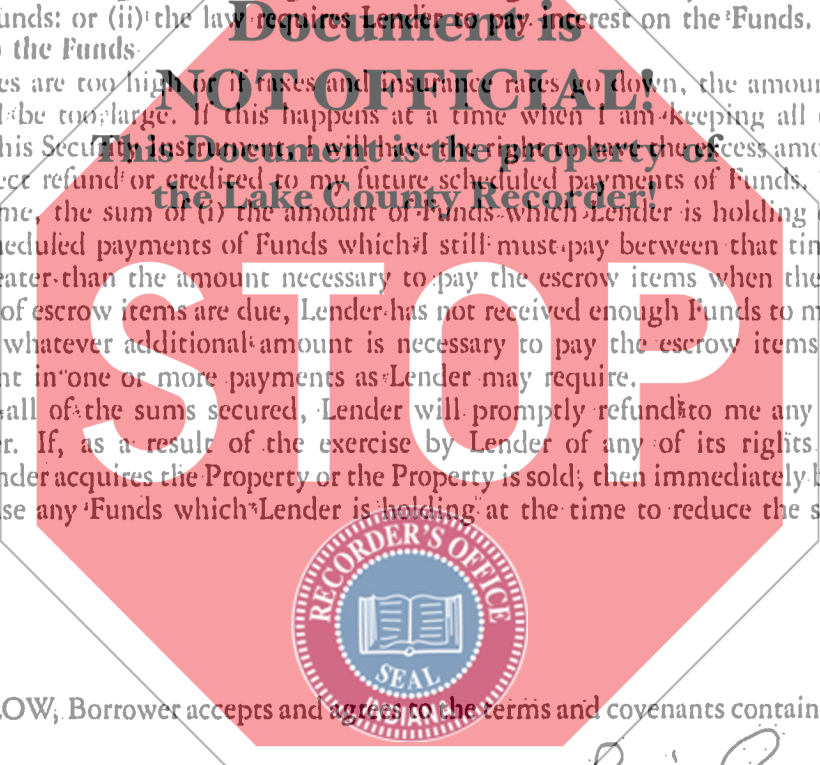 unds: or (ii) the law requires Lender to pay interest on the Funds.
Document is
the Funds
es are too high or if taxes and insurance rates go down, the amoun
NOT OFFICIAL!
be too large. If this happens at a time when I am keeping all
his Security Instrument, I will have the right to have the excess amo
This Document is the property of
ect refund or credited to my future scheduled payments of Funds.
the Lake County Recorder!
me, the sum of (i) the amount of Funds which Lender is holding
heduled payments of Funds which I still must pay between that tim
eater than the amount necessary to pay the escrow items when the
STOP
of escrow items are due, Lender has not received enough Funds to m
whatever additional amount is necessary to pay the escrow items
nt in one or more payments as Lender may require.
all of the sums secured, Lender will promptly refund to me any
er. If, as a result of the exercise by Lender of any of its rights
nder acquires the Property or the Property is sold, then immediately b
se any Funds which Lender is holding at the time to reduce the s
RECORDER'S OFFICE
SEAL
INDIANA
LOW, Borrower accepts and agrees to the terms and covenants contain